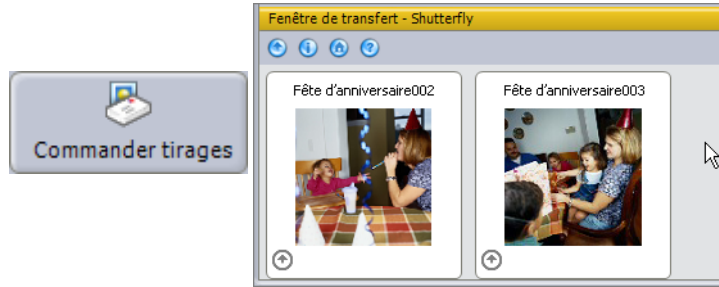 Commander tirages
Fenêtre de transfert - Shutterfly
Fête d'anniversaire002
Fête d'anniversaire003